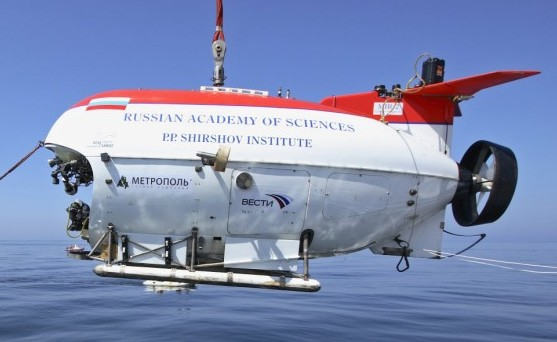 RUSSIAN ACADEMY OF SCIENCES
P.P. SHIRSHOV INSTITUTE
МЕТРОПОЛЬ
ВЕСТИ